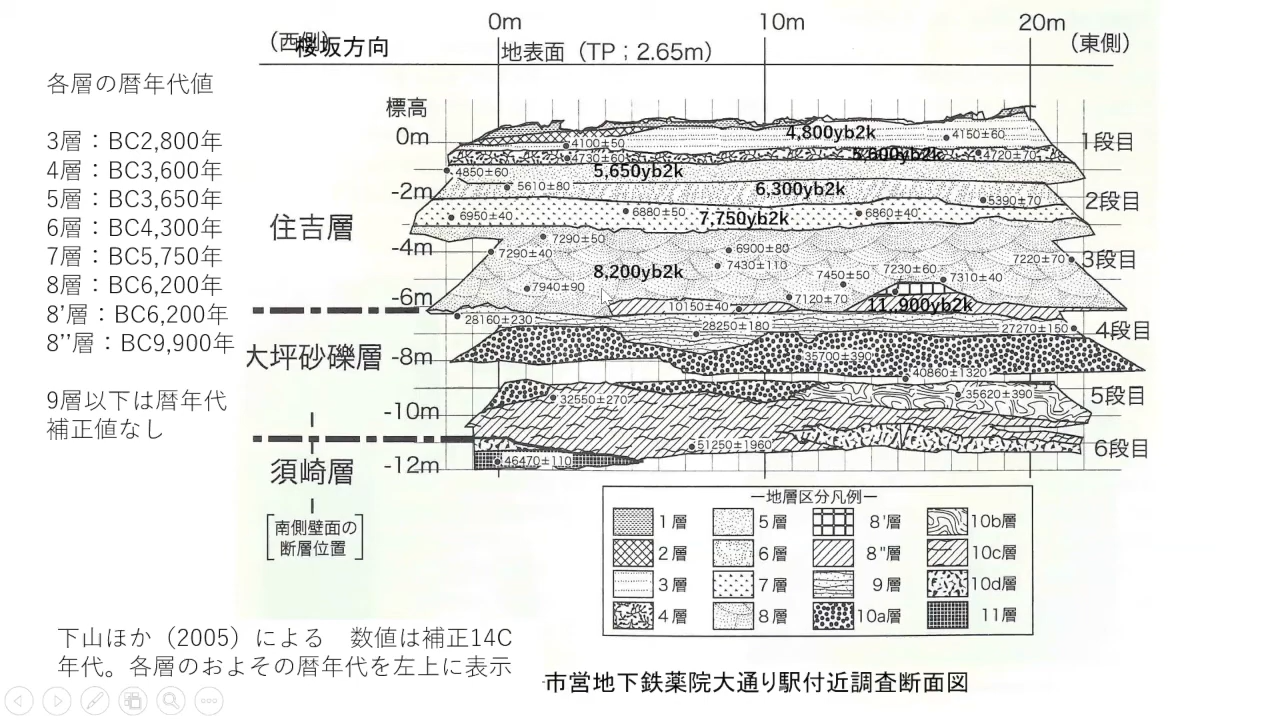 0m
10m
20m
(西側)
桜坂方向
地表面（TP；2.65m）
(東側)
各層の暦年代値
標高
3層：BC2,800年
4層：BC3,600年
5層：BC3,650年
6層：BC4,300年
7層：BC5,750年
8層：BC6,200年
8’層：BC6,200年
8’’層：BC9,900年
9層以下は暦年代
補正値なし
住吉層
大坪砂礫層
須崎層
南側壁面の
断層位置
0m
-2m
-4m
-6m
-8m
-10m
-12m
1段目
2段目
3段目
4段目
5段目
6段目
4,800yb2k
4150±60
4100±50
4730±60
5,600yb2k
4720±70
4850±60
5,650yb2k
5610±80
6,300yb2k
5390±70
6950±40
6880±50
7,750yb2k
6860±40
7290±50
7290±40
6900±80
7430±110
7220±70
8,200yb2k
7450±50
7230±60
7310±40
7940±90
7120±70
10150±40
11,900yb2k
28160±230
28250±180
27270±150
35700±390
40860±1320
32550±270
35620±390
51250±1960
46470±110
―地層区分凡例―
1層
5層
8'層
10b層
2層
6層
8"層
10c層
3層
7層
9層
10d層
4層
8層
10a層
11層
下山ほか（2005）による　数値は補正14C
年代。各層のおよその暦年代を左上に表示
市営地下鉄薬院大通り駅付近調査断面図